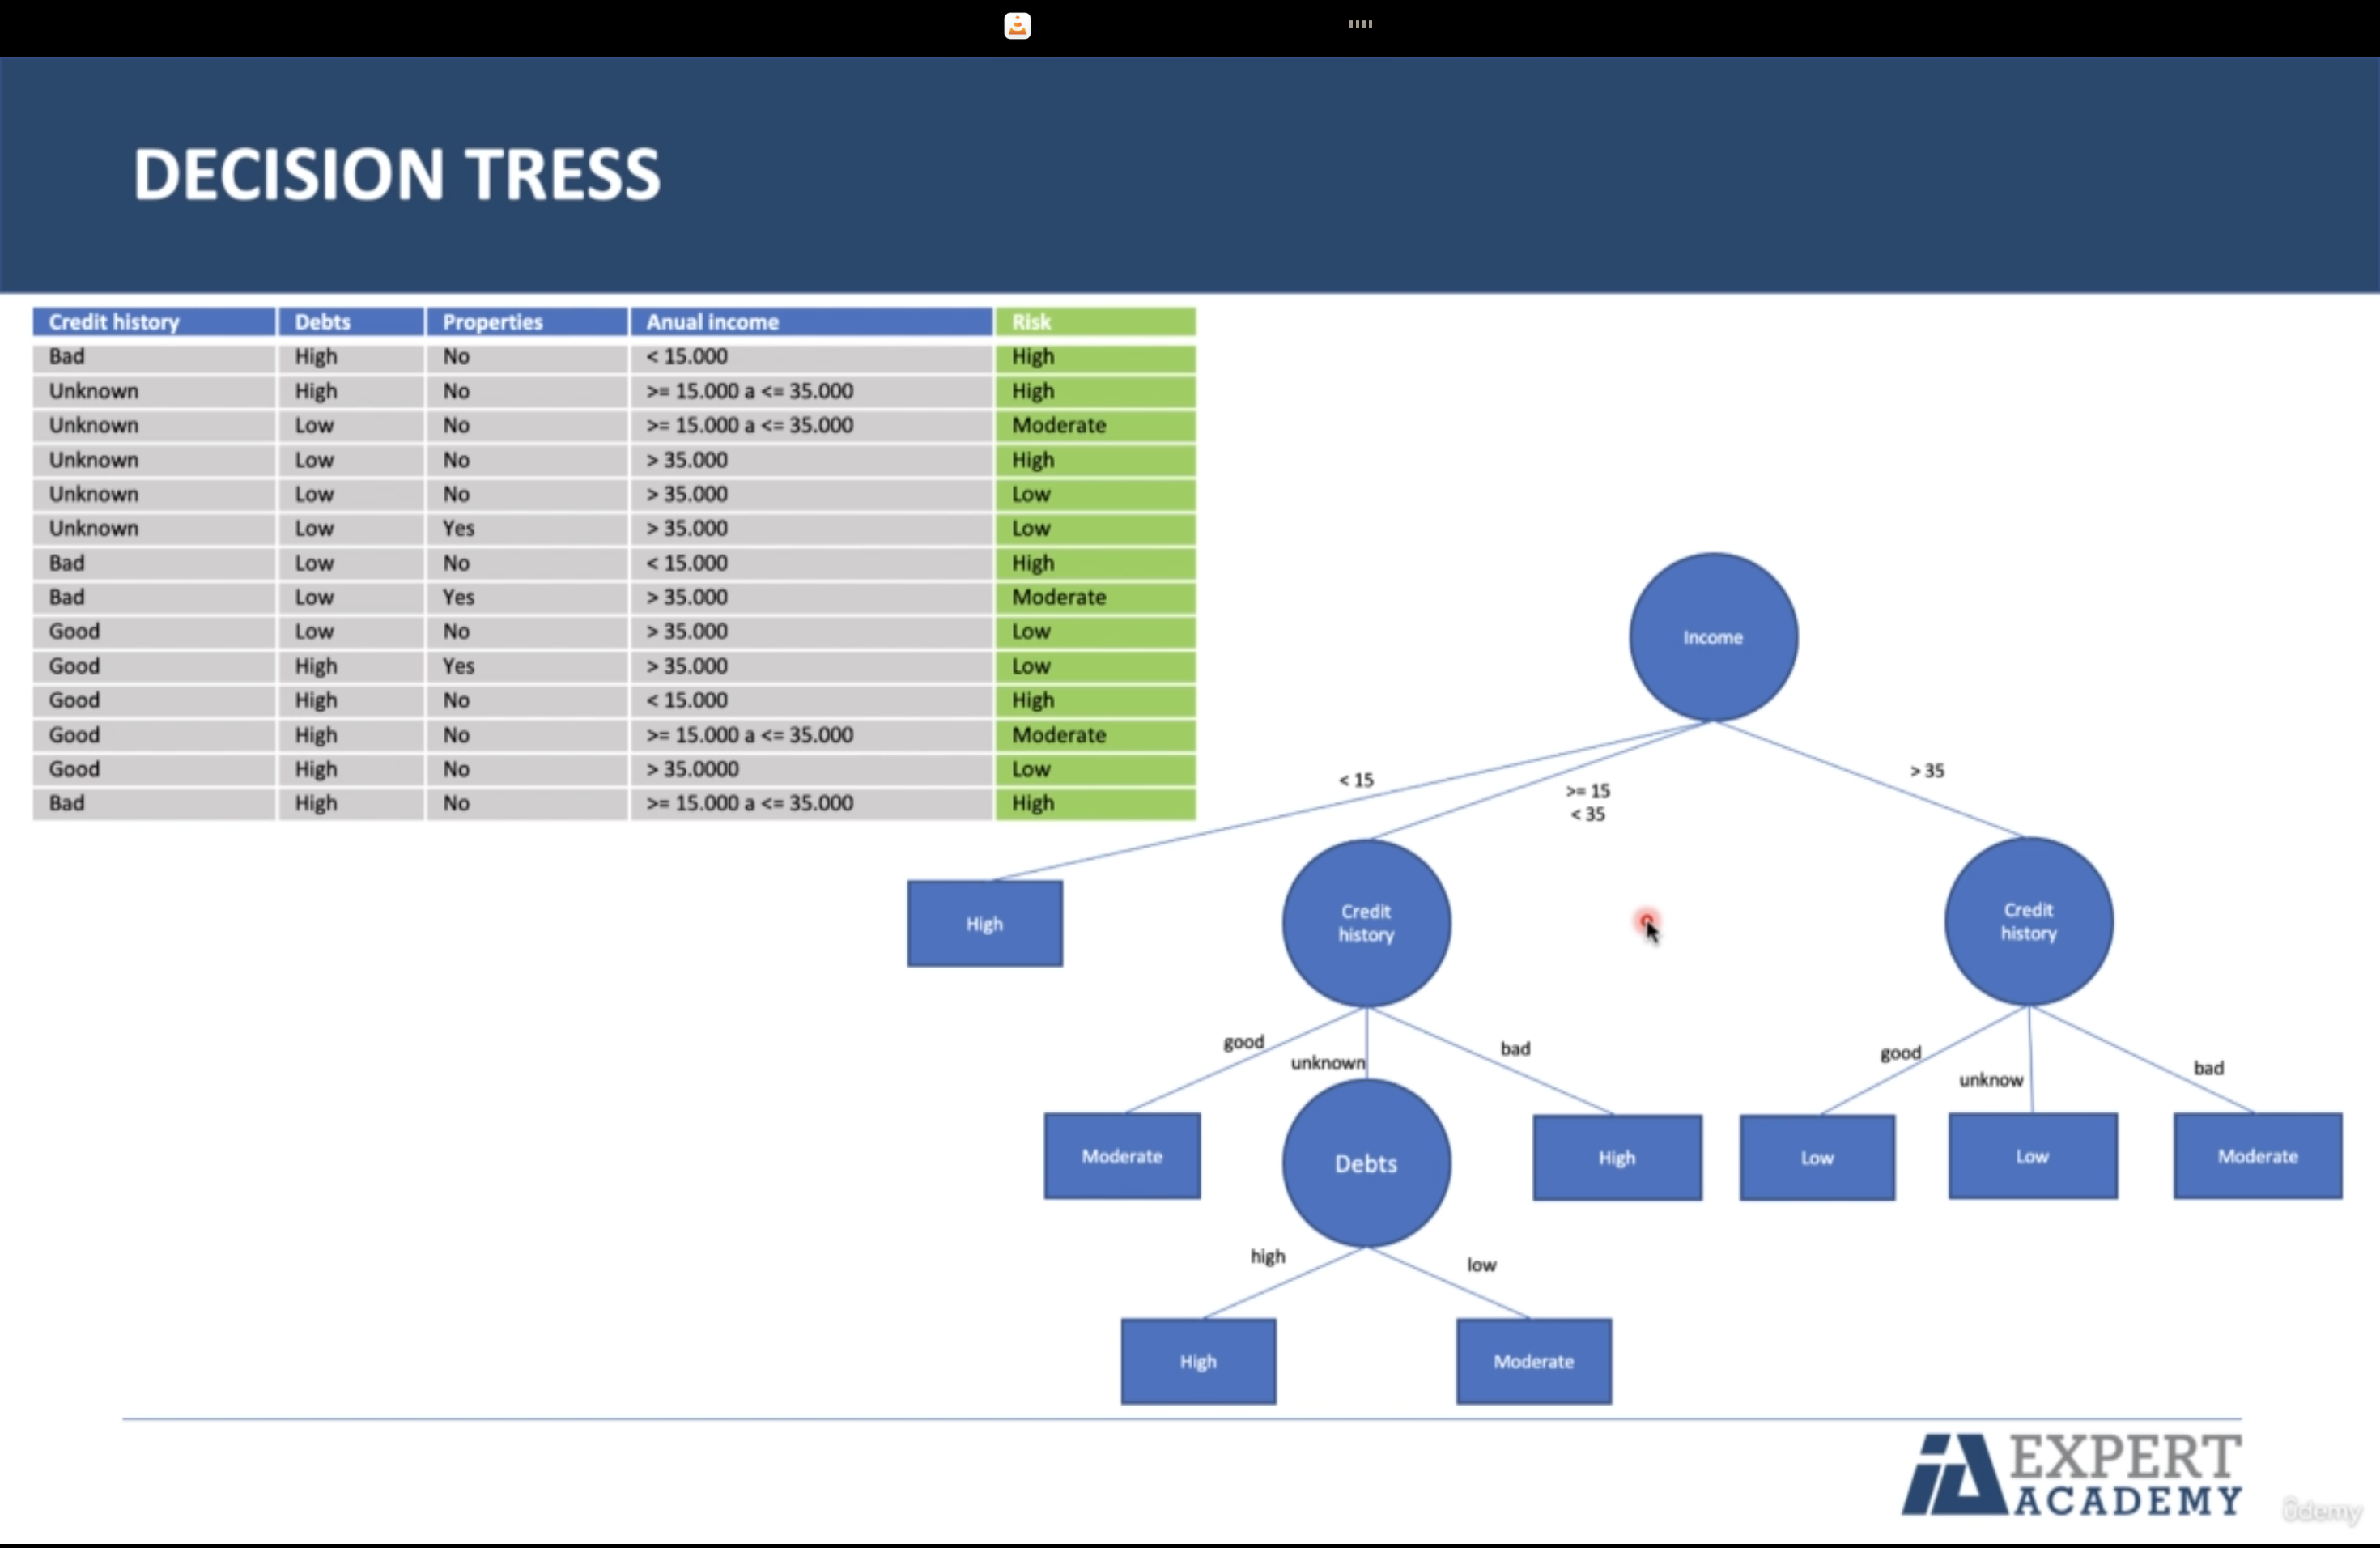 DECISION TRESS
Credit history Debts Properties Anual income Risk
Bad High No < 15.000 High
Unknown High No >= 15.000 a <= 35.000 High
Unknown Low No >= 15.000 a <= 35.000 Moderate
Unknown Low No > 35.000 High
Unknown Low No > 35.000 Low
Unknown Low Yes > 35.000 Low
Bad Low No < 15.000 High
Bad Low Yes > 35.000 Moderate
Good Low No > 35.000 Low
Good High Yes > 35.000 Low
Good High No < 15.000 High
Good High No >= 15.000 a <= 35.000 Moderate
Good High No > 35.0000 Low
Bad High No >= 15.000 a <= 35.000 High
Income
< 15
>= 15
< 35
> 35
High
Credit
history
Credit
history
good
unknown
bad
good
unknow
bad
Moderate
Debts
High
Low
Low
Moderate
high
low
High
Moderate
iA EXPERT
ACADEMY
ûdemy